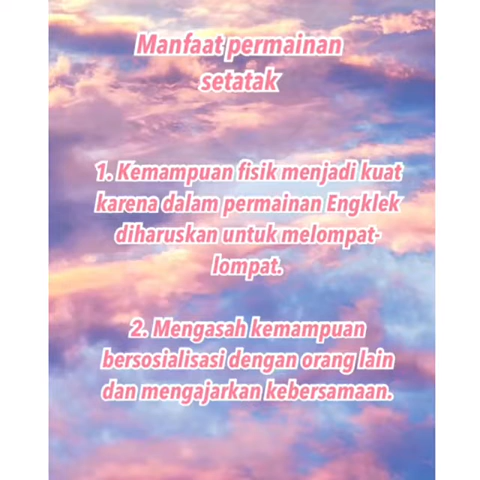 Manfaat permainan
setatak
1. Kemampuan fisik menjadi kuat
karena dalam permainan Engklek
diharuskan untuk melompat-
lompat.
2. Mengasah kemampuan
bersosialisasi dengan orang lain
dan mengajarkan kebersamaan.